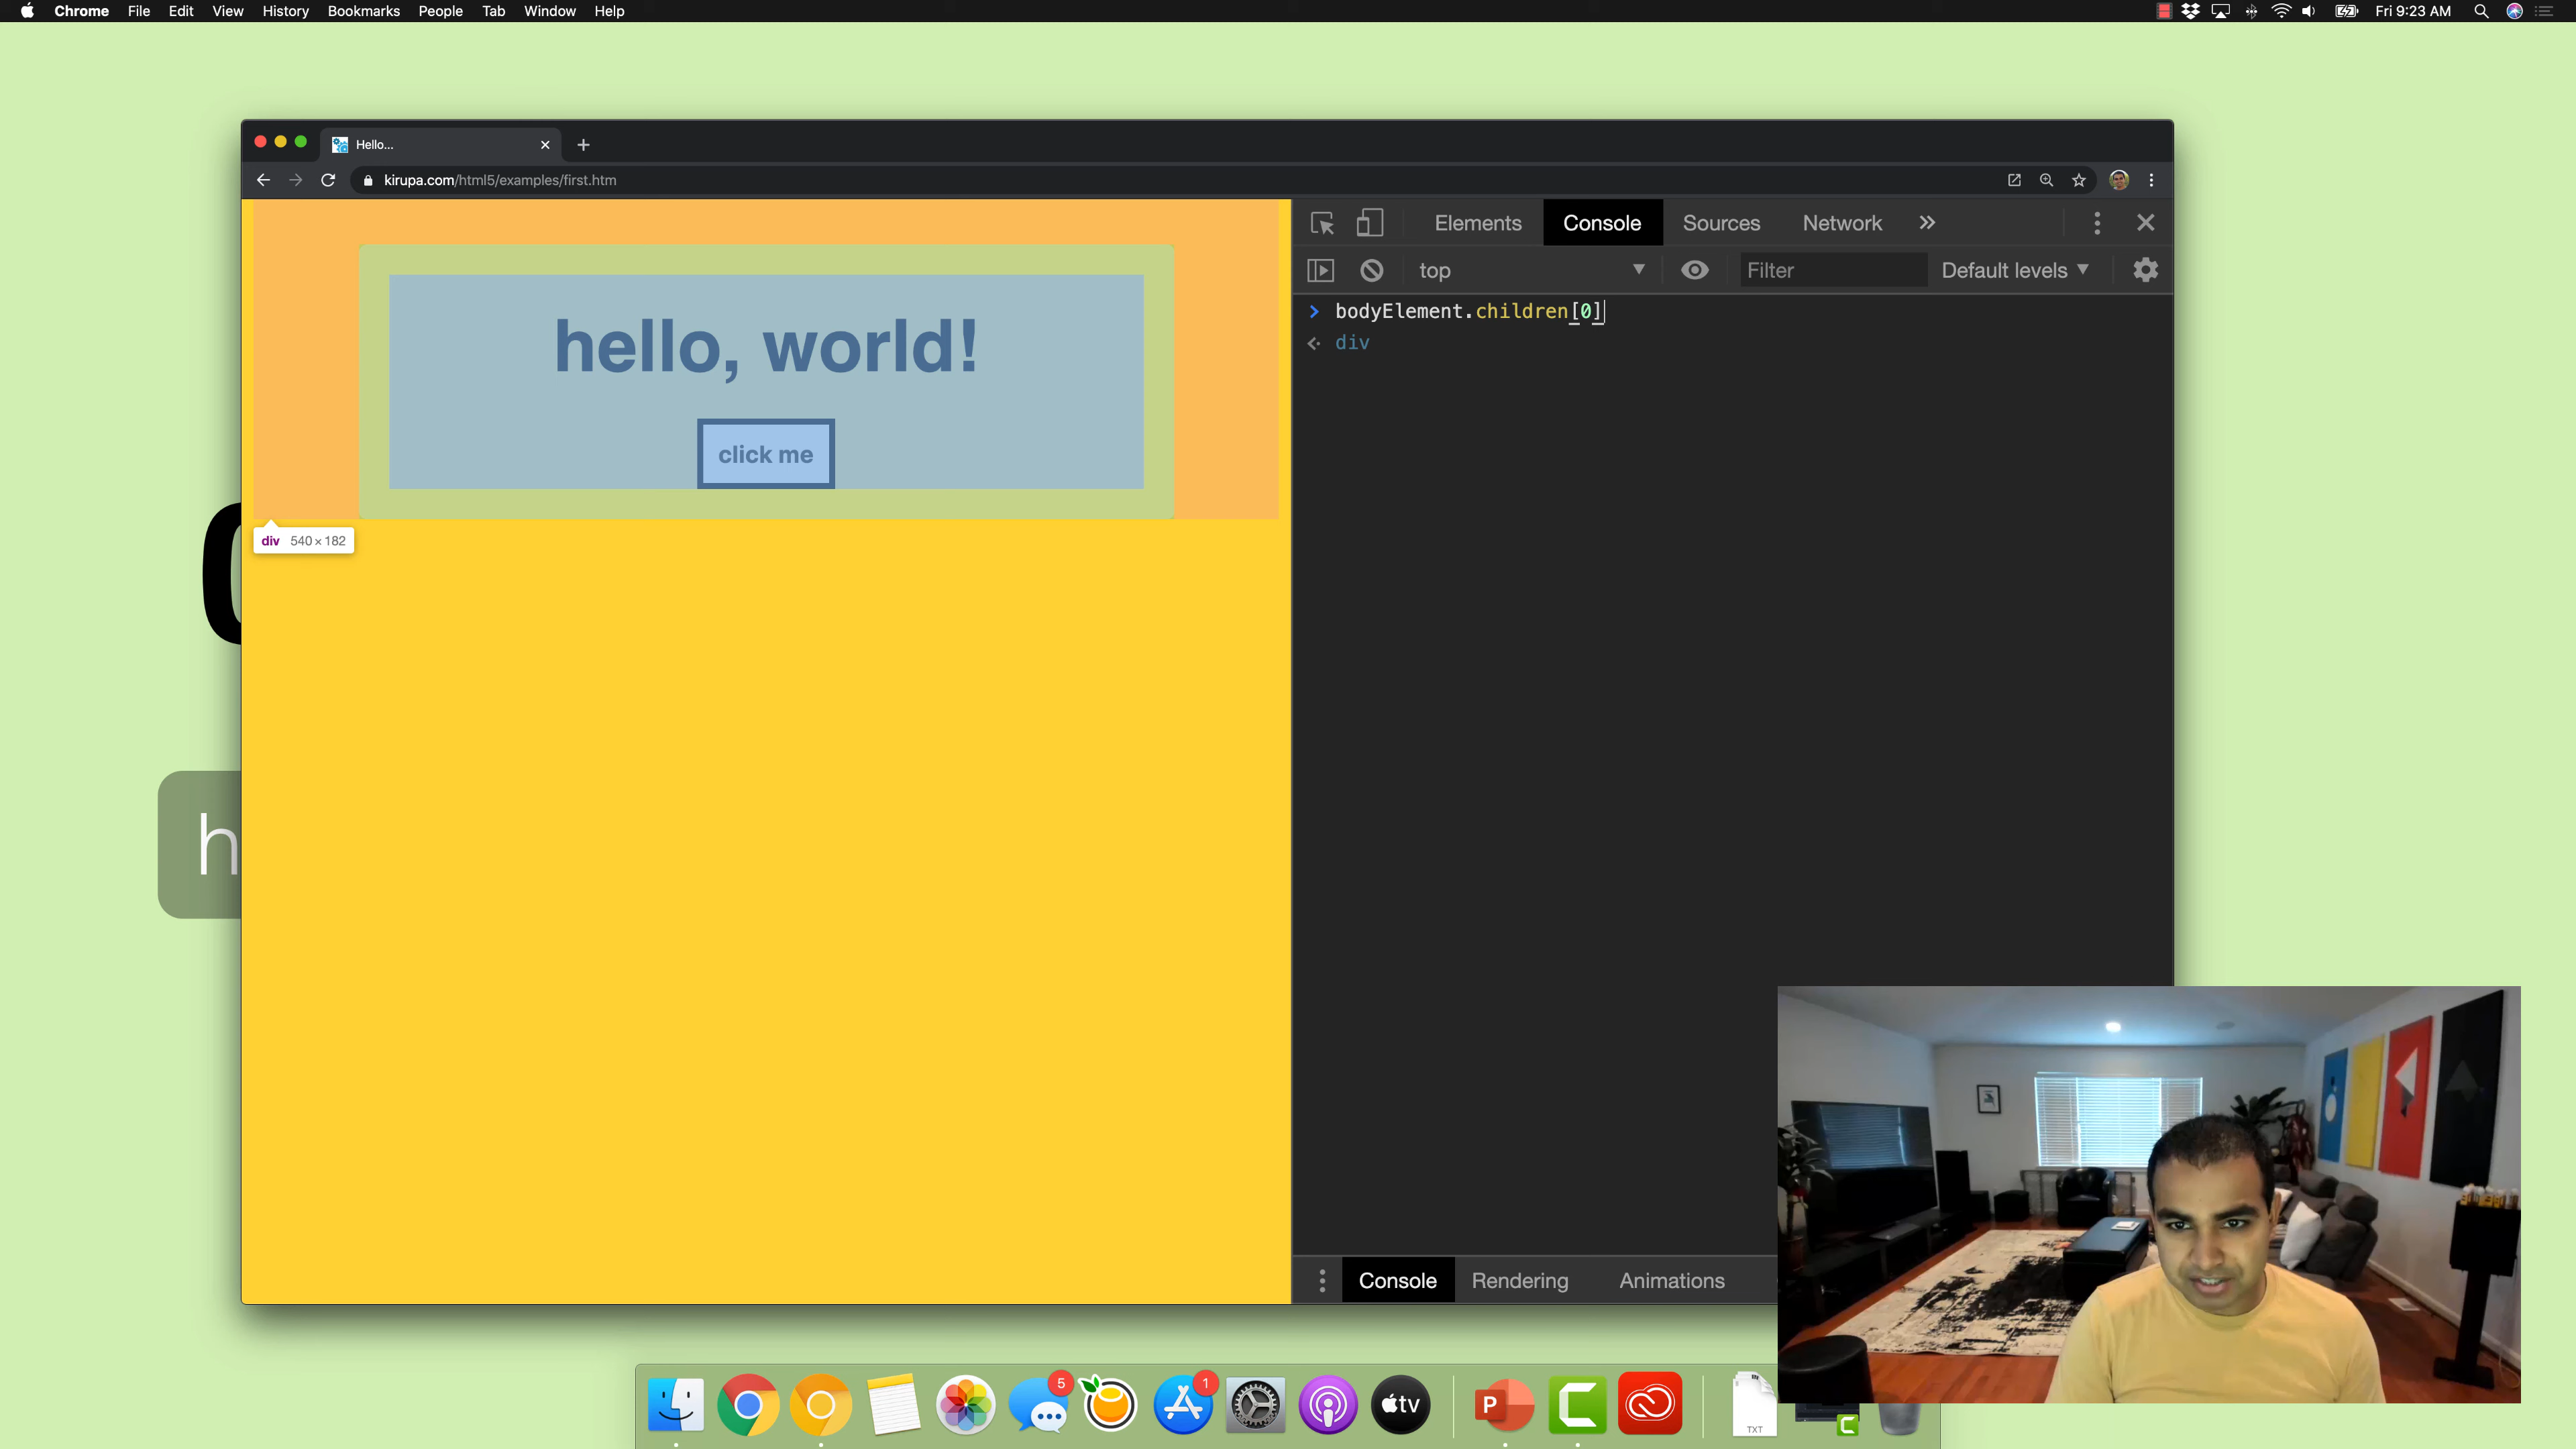 Chrome File Edit View History Bookmarks People Tab Window Help
Fri 9:23 AM
Hello...
kirupa.com/html5/examples/first.htm
Elements Console Sources Network
top Filter Default levels
hello, world!
click me
div 540 × 182
bodyElement.children[0]
div
h
Console Rendering Animations
5
1
tv
P
TXT